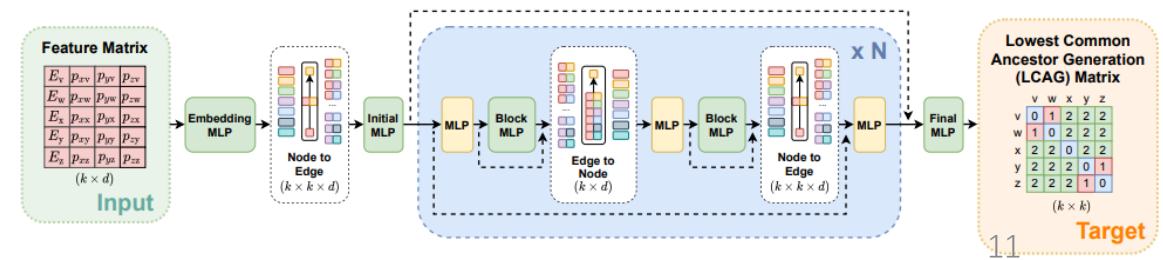 Feature Matrix
E_v p_xv p_yv p_zv
E_w p_xw p_yw p_zw
E_x p_xx p_yx p_zx
E_y p_xy p_yy p_zy
E_z p_xz p_yz p_zz
(k × d)
Input
Embedding
MLP
...
Node to
Edge
(k × k × d)
Initial
MLP
x N
MLP
Block
MLP
...
Edge to
Node
(k × d)
MLP
Block
MLP
...
Node to
Edge
(k × k × d)
MLP
Final
MLP
Lowest Common
Ancestor Generation
(LCAG) Matrix
v w x y z
v 0 1 2 2 2
w 1 0 2 2 2
x 2 2 0 2 2
y 2 2 2 0 1
z 2 2 2 1 0
(k × k)
Target
11